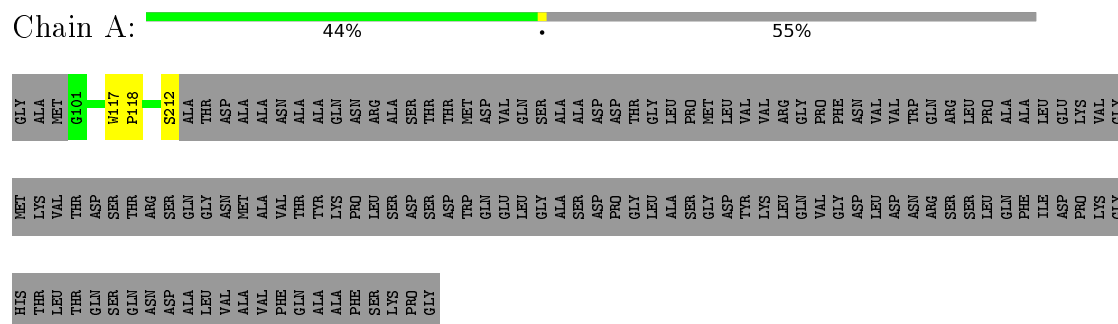 Chain A:
44% • 55%
GLY ALA MET G101 W117 P118 S212 ALA THR ASP ALA ALA ASN ALA ALA GLN ASN ARG ALA SER THR THR MET ASP VAL GLN SER ALA ALA ASP ASP THR GLY LEU PRO MET LEU VAL VAL ARG GLY PRO PHE ASN VAL VAL TRP GLN ARG LEU PRO ALA ALA LEU GLU LYS VAL GLY
MET LYS VAL THR ASP SER THR ARG SER GLN GLY ASN MET ALA VAL THR TYR LYS PRO LEU SER ASP SER ASP TRP GLN GLU LEU GLY ALA SER ASP PRO GLY LEU ALA SER GLY ASP TYR LYS LEU GLN VAL GLY ASP LEU ASP ASN ARG SER SER LEU GLN PHE ILE ASP PRO LYS GLY
HIS THR LEU THR GLN SER GLN ASN ASP ALA LEU VAL ALA VAL PHE GLN ALA ALA PHE SER LYS PRO GLY